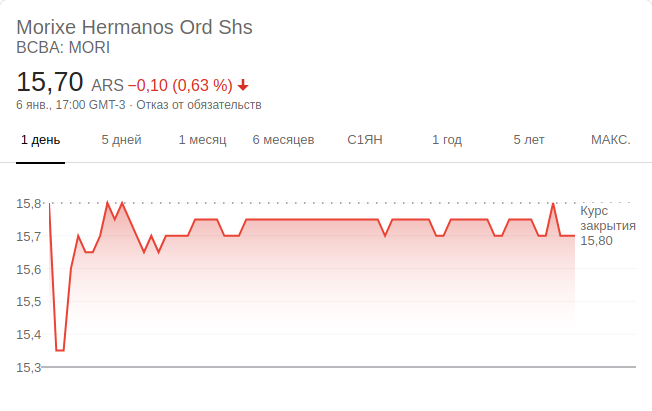 Morixe Hermanos Ord Shs
BCBA: MORI
15,70 ARS −0,10 (0,63 %)
6 янв., 17:00 GMT-3 · Отказ от обязательств
1 день 5 дней 1 месяц 6 месяцев С1ЯН 1 год 5 лет МАКС.
15,8
15,7
15,6
15,5
15,4
15,3
Курс
закрытия
15,80